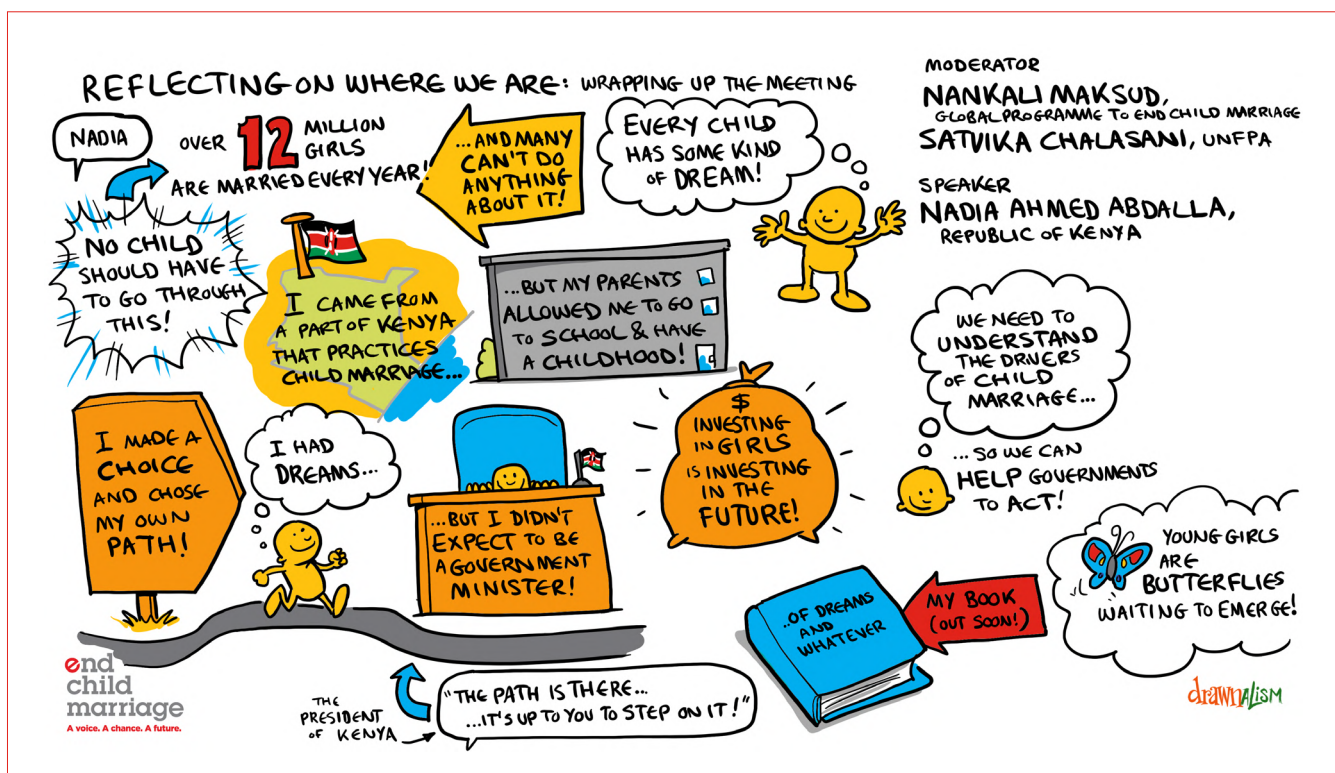 REFLECTING ON WHERE WE ARE: WRAPPING UP THE MEETING
NADIA
OVER 12 MILLION
GIRLS
ARE MARRIED EVERY YEAR!
...AND MANY
CAN'T DO
ANYTHING
ABOUT IT!
EVERY CHILD
HAS SOME KIND
OF DREAM!
MODERATOR
NANKALI MAKSUD,
GLOBAL PROGRAMME TO END CHILD MARRIAGE
SATVIKA CHALASANI, UNFPA
SPEAKER
NADIA AHMED ABDALLA,
REPUBLIC OF KENYA
NO CHILD
SHOULD HAVE
TO GO THROUGH
THIS!
I CAME FROM
A PART OF KENYA
THAT PRACTICES
CHILD MARRIAGE...
...BUT MY PARENTS
ALLOWED ME TO GO
TO SCHOOL & HAVE
A CHILDHOOD!
WE NEED TO
UNDERSTAND
THE DRIVERS
OF CHILD
MARRIAGE...
...SO WE CAN
HELP GOVERNMENTS
TO ACT!
I MADE A
CHOICE
AND CHOSE
MY OWN
PATH!
I HAD
DREAMS...
...BUT I DIDN'T
EXPECT TO BE
A GOVERNMENT
MINISTER!
$
INVESTING
IN GIRLS
IS INVESTING
IN THE
FUTURE!
YOUNG GIRLS
ARE
BUTTERFLIES
WAITING TO EMERGE!
..OF DREAMS
AND
WHATEVER
MY BOOK
(OUT SOON!)
THE
PRESIDENT
OF KENYA
"THE PATH IS THERE...
...IT'S UP TO YOU TO STEP ON IT!"
end
child
marriage
A voice. A chance. A future.
drawnALISM